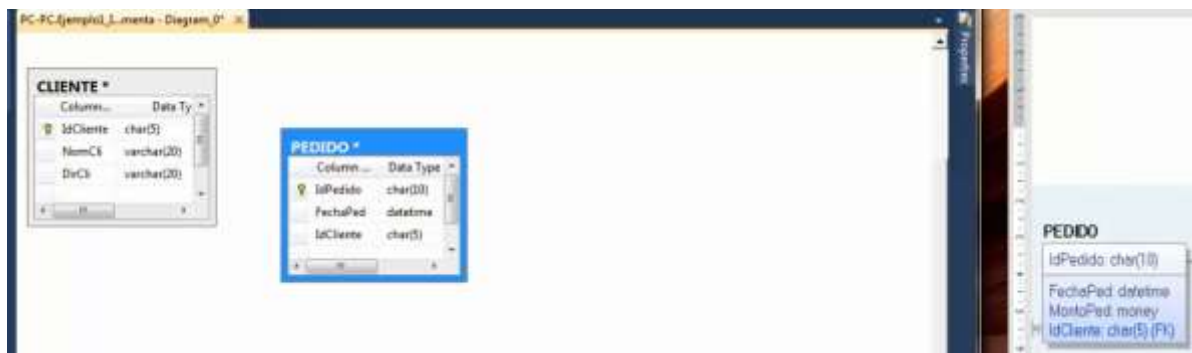 PC-PC.Ejemplo1_1...menta - Diagram_0*
Properties
CLIENTE *
Column... Data Ty
IdCliente char(5)
NomCli varchar(20)
DirCli varchar(20)
PEDIDO *
Column ... Data Type
IdPedido char(10)
FechaPed datetime
IdCliente char(5)
PEDIDO
IdPedido: char(10)
FechaPed: datetime
MontoPed: money
IdCliente: char(5) (FK)